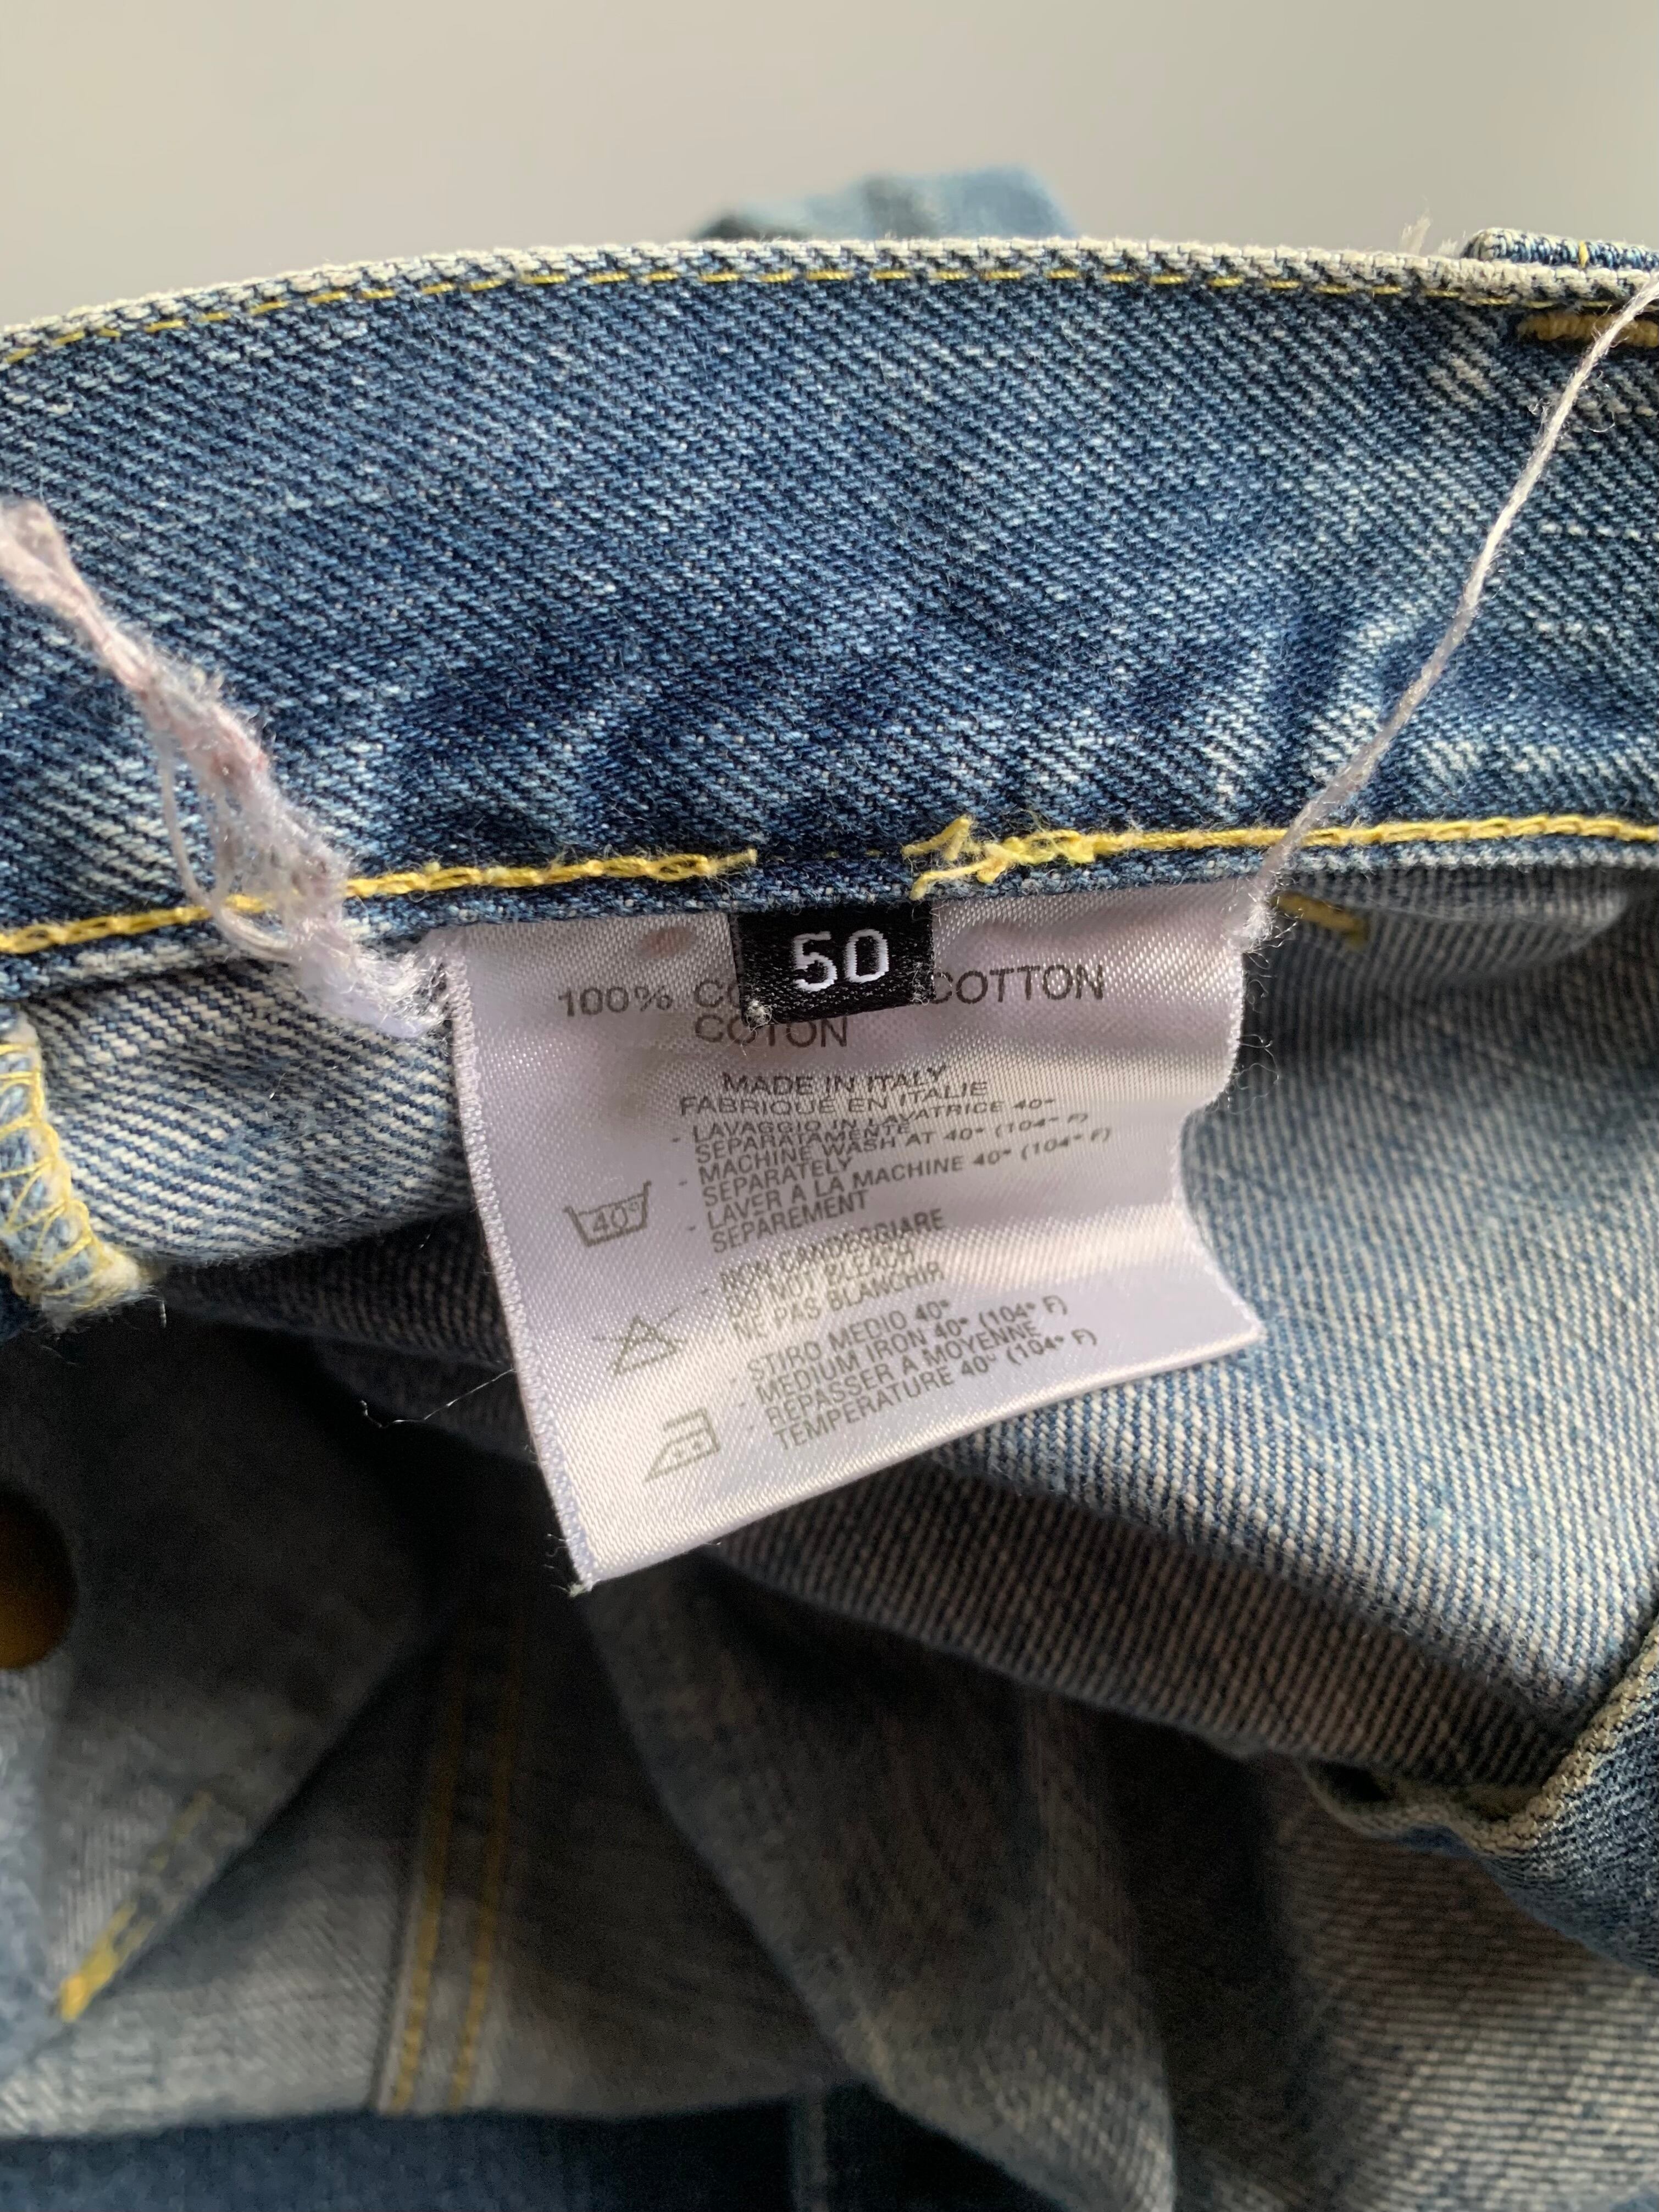 50
100% CO COTTON
COTON
MADE IN ITALY
FABRIQUÉ EN ITALIE
- LAVAGGIO IN LAVATRICE 40°
SEPARATAMENTE
MACHINE WASH AT 40° (104° F)
- SEPARATELY
LAVER À LA MACHINE 40° (104° F)
- SÉPAREMENT
40°
- NON CANDEGGIARE
DO NOT BLEACH
- NE PAS BLANCHIR
- STIRO MEDIO 40°
- MEDIUM IRON 40° (104° F)
- REPASSER A MOYENNE
TEMPERATURE 40° (104° F)